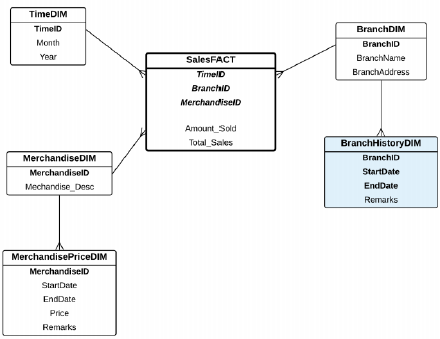 TimeDIM
TimeID
Month
Year
SalesFACT
TimeID
BranchID
MerchandiseID
Amount_Sold
Total_Sales
BranchDIM
BranchID
BranchName
BranchAddress
BranchHistoryDIM
BranchID
StartDate
EndDate
Remarks
MerchandiseDIM
MerchandiseID
Mechandise_Desc
MerchandisePriceDIM
MerchandiseID
StartDate
EndDate
Price
Remarks